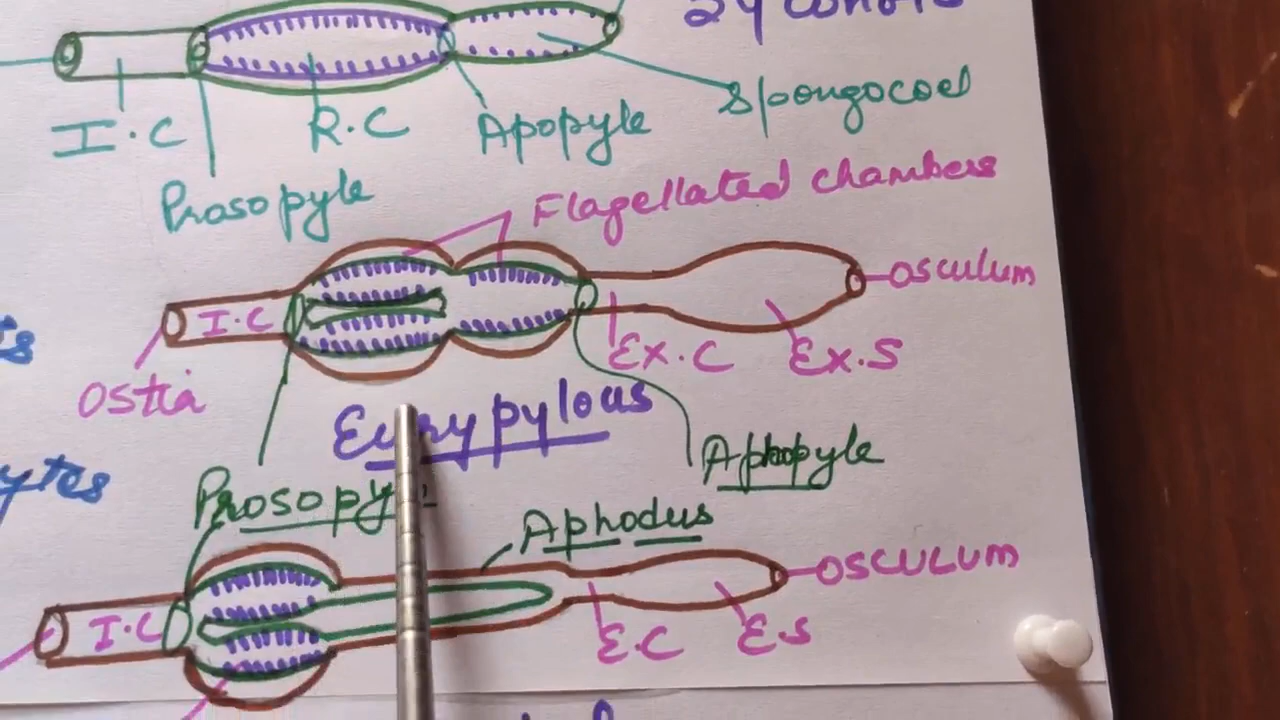 Spongocoel
I.C
R.C
Apopyle
Prosopyle
Flagellated chambers
I.C
Osculum
Ostia
Ex.C
Ex.S
Eurypylous
Aphopyle
Aphodus
I.C
OSCULUM
E.C
E.S